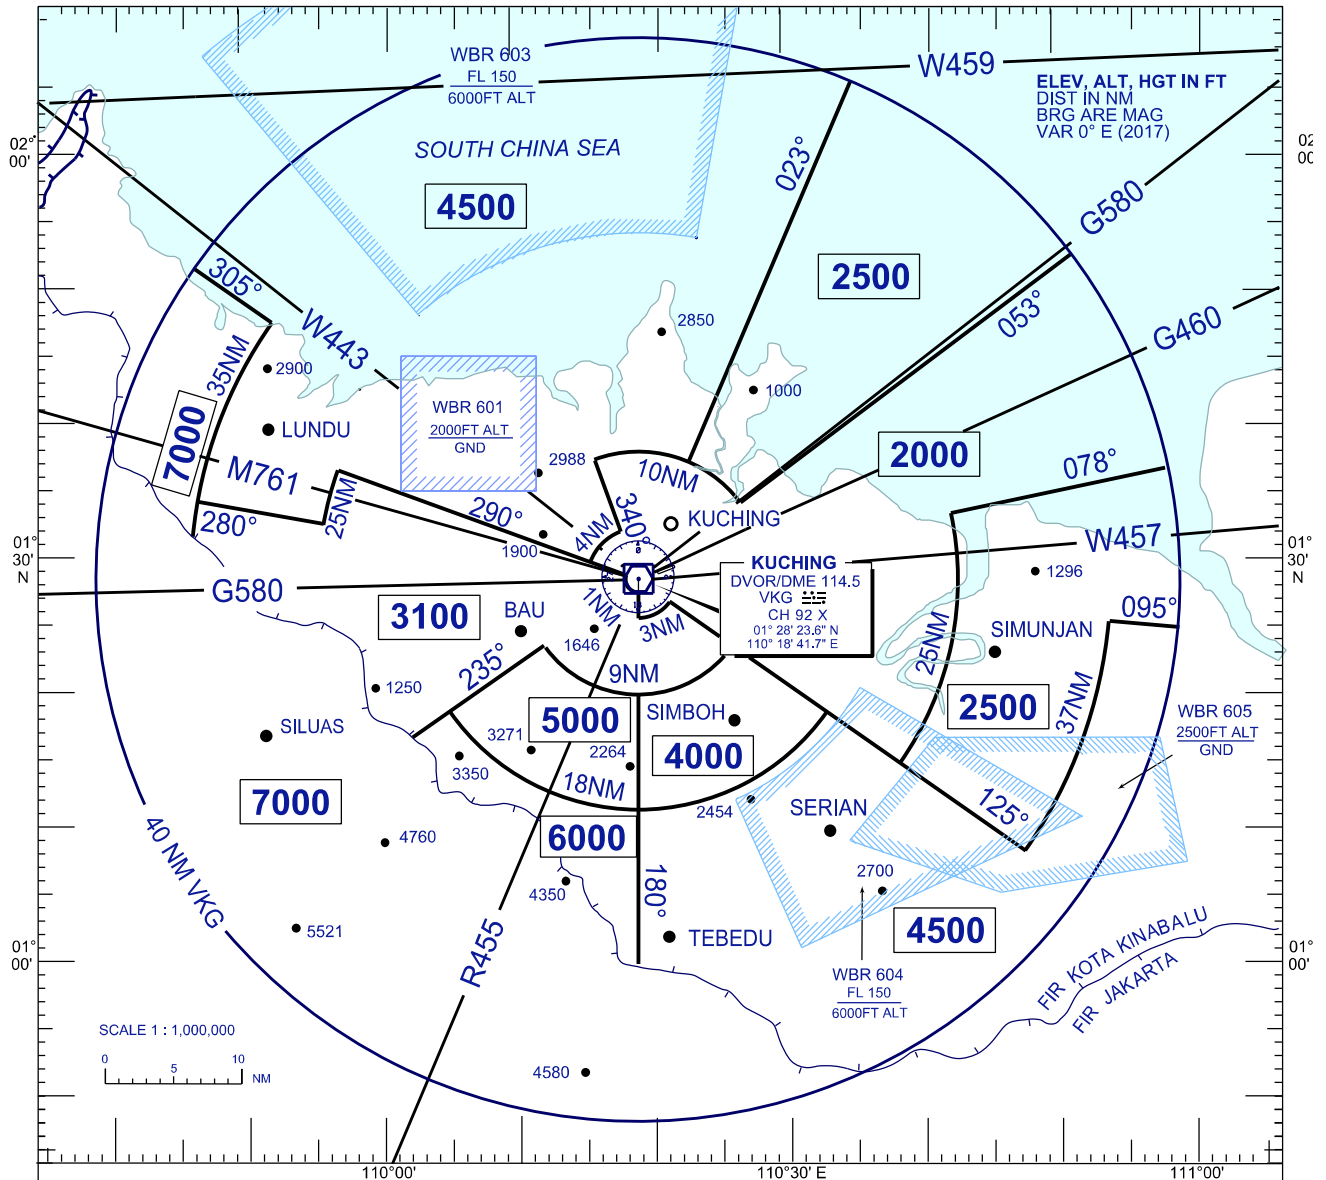 WBR 603
FL 150
6000FT ALT
W459
ELEV, ALT, HGT IN FT
DIST IN NM
BRG ARE MAG
VAR 0° E (2017)
02°
00'
02
00'
SOUTH CHINA SEA
4500
023°
G580
305°
2500
053°
G460
W443
2850
35NM
2900
1000
WBR 601
2000FT ALT
GND
7000
LUNDU
2000
078°
M761
2988
10NM
25NM
290°
340°
KUCHING
280°
4NM
1900
W457
01°
30'
N
01°
30'
N
KUCHING
DVOR/DME 114.5
VKG
CH 92 X
01° 28' 23.6" N
110° 18' 41.7" E
1296
G580
3100
BAU
1NM
3NM
095°
1646
SIMUNJAN
25NM
235°
9NM
1250
5000
SIMBOH
2500
37NM
WBR 605
2500FT ALT
GND
SILUAS
3271
2264
4000
3350
18NM
7000
2454
SERIAN
125°
6000
40 NM VKG
4760
2700
4350
180°
4500
5521
R455
TEBEDU
01°
00'
01°
00'
WBR 604
FL 150
6000FT ALT
FIR KOTA KINABALU
FIR JAKARTA
SCALE 1 : 1,000,000
0
5
10
NM
4580
110°00'
110°30' E
111°00'